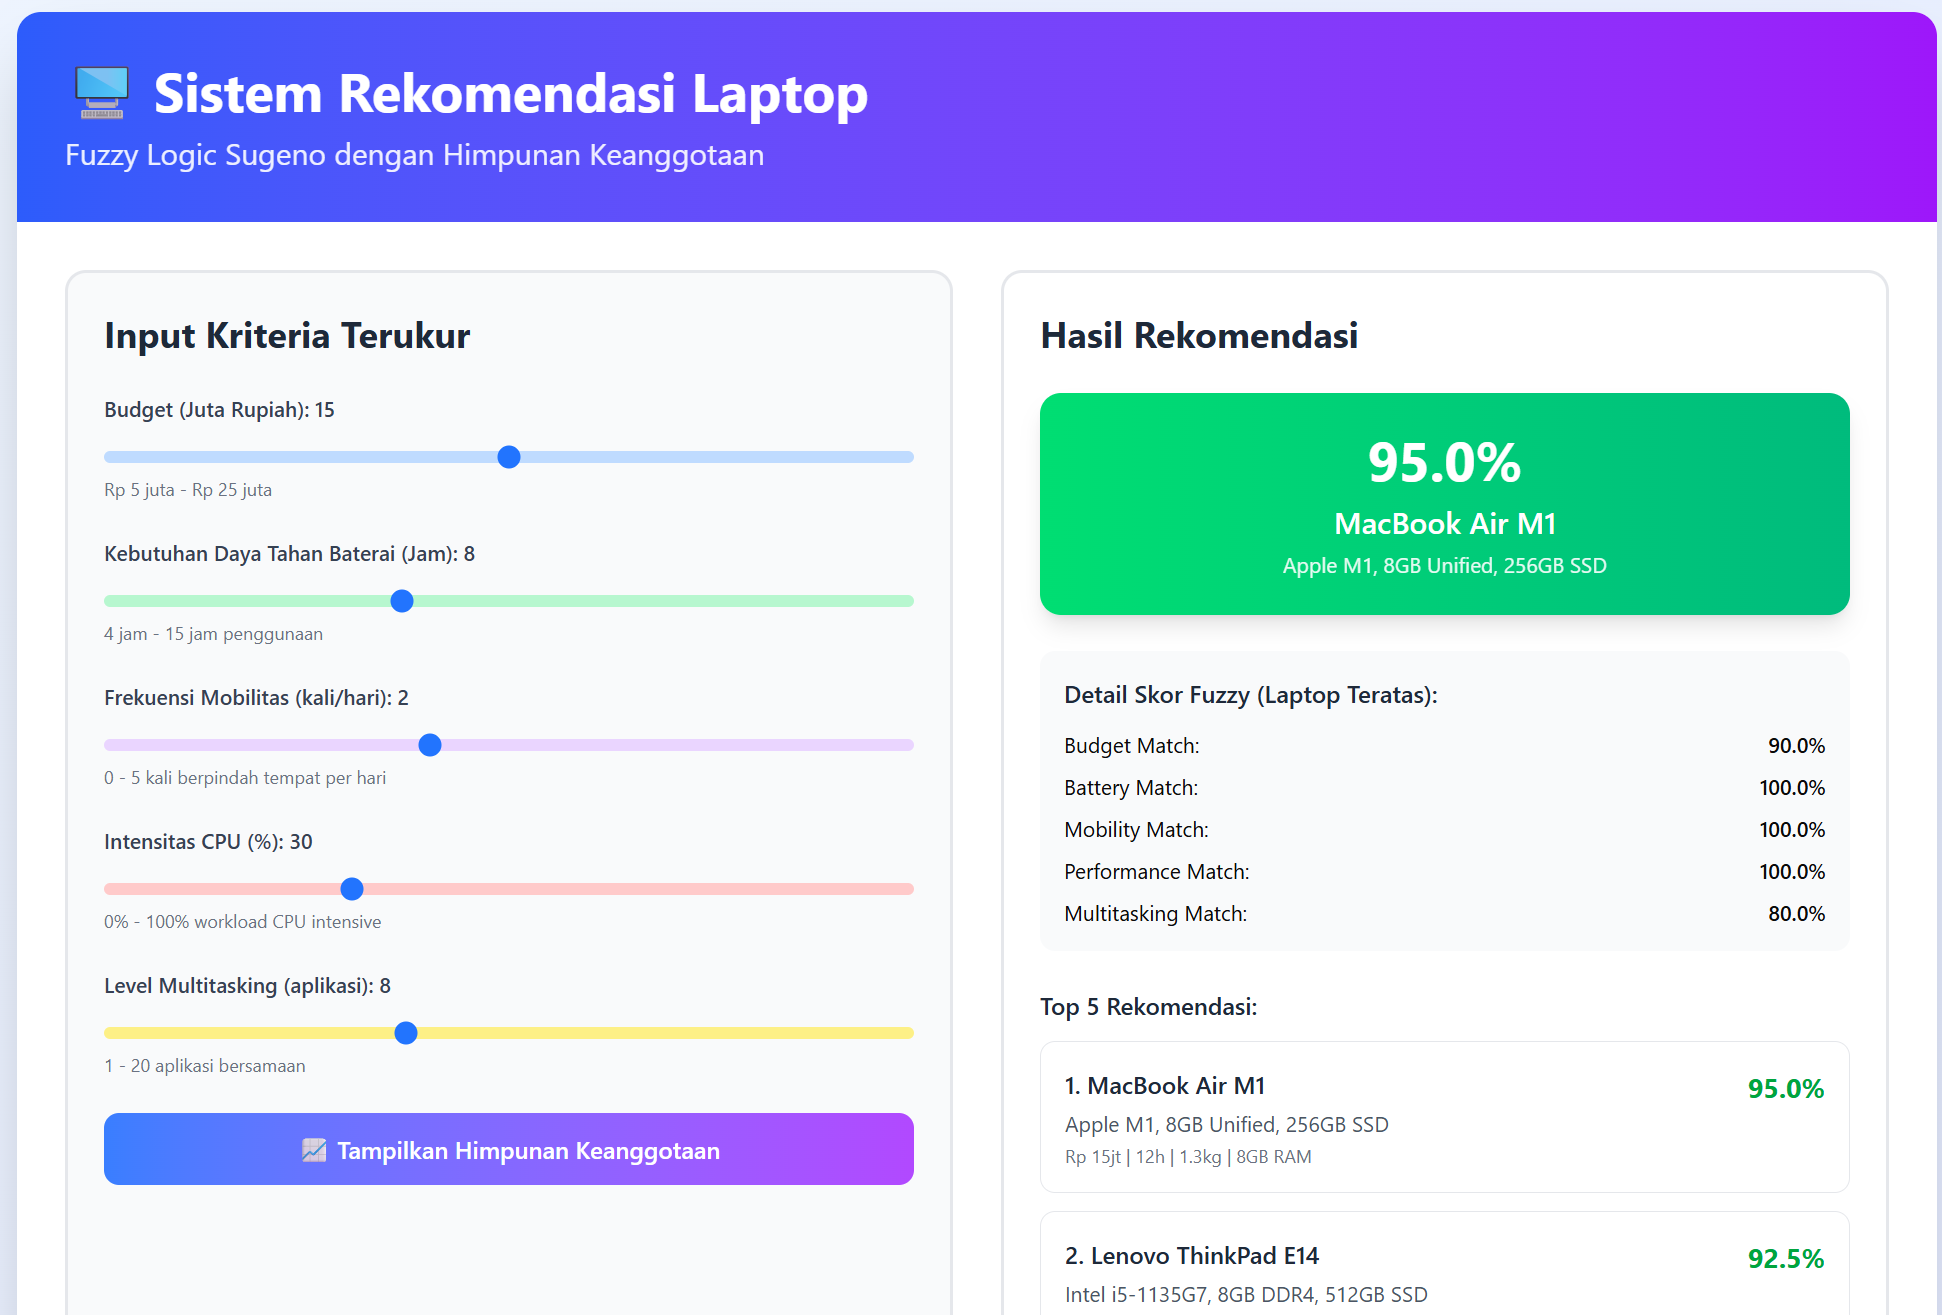 Sistem Rekomendasi Laptop
Fuzzy Logic Sugeno dengan Himpunan Keanggotaan
Input Kriteria Terukur
Budget (Juta Rupiah): 15
Rp 5 juta - Rp 25 juta
Kebutuhan Daya Tahan Baterai (Jam): 8
4 jam - 15 jam penggunaan
Frekuensi Mobilitas (kali/hari): 2
0 - 5 kali berpindah tempat per hari
Intensitas CPU (%): 30
0% - 100% workload CPU intensive
Level Multitasking (aplikasi): 8
1 - 20 aplikasi bersamaan
Tampilkan Himpunan Keanggotaan
Hasil Rekomendasi
95.0%
MacBook Air M1
Apple M1, 8GB Unified, 256GB SSD
Detail Skor Fuzzy (Laptop Teratas):
Budget Match: 90.0%
Battery Match: 100.0%
Mobility Match: 100.0%
Performance Match: 100.0%
Multitasking Match: 80.0%
Top 5 Rekomendasi:
1. MacBook Air M1 95.0%
Apple M1, 8GB Unified, 256GB SSD
Rp 15jt | 12h | 1.3kg | 8GB RAM
2. Lenovo ThinkPad E14 92.5%
Intel i5-1135G7, 8GB DDR4, 512GB SSD